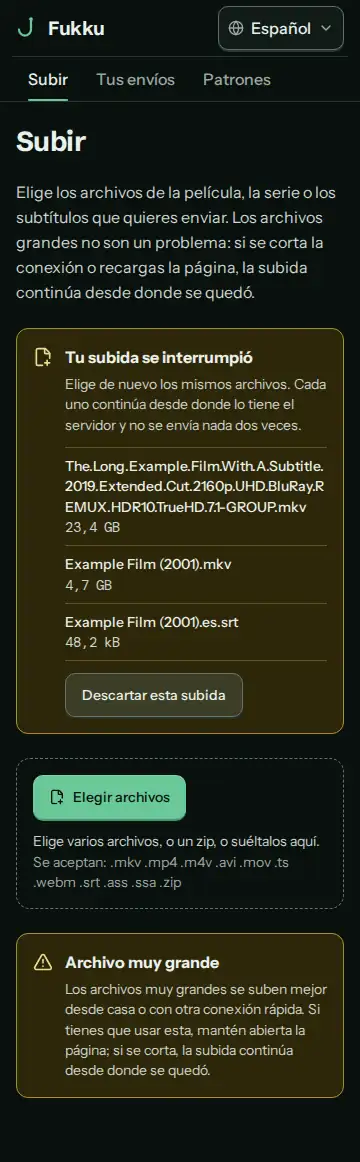 Fukku
Español
Subir
Tus envíos
Patrones
Subir
Elige los archivos de la película, la serie o los
subtítulos que quieres enviar. Los archivos
grandes no son un problema: si se corta la
conexión o recargas la página, la subida
continúa desde donde se quedó.
Tu subida se interrumpió
Elige de nuevo los mismos archivos. Cada
uno continúa desde donde lo tiene el
servidor y no se envía nada dos veces.
The.Long.Example.Film.With.A.Subtitle.
2019.Extended.Cut.2160p.UHD.BluRay.R
EMUX.HDR10.TrueHD.7.1-GROUP.mkv
23,4 GB
Example Film (2001).mkv
4,7 GB
Example Film (2001).es.srt
48,2 kB
Descartar esta subida
Elegir archivos
Elige varios archivos, o un zip, o suéltalos aquí.
Se aceptan: .mkv .mp4 .m4v .avi .mov .ts
.webm .srt .ass .ssa .zip
Archivo muy grande
Los archivos muy grandes se suben mejor
desde casa o con otra conexión rápida. Si
tienes que usar esta, mantén abierta la
página; si se corta, la subida continúa
desde donde se quedó.